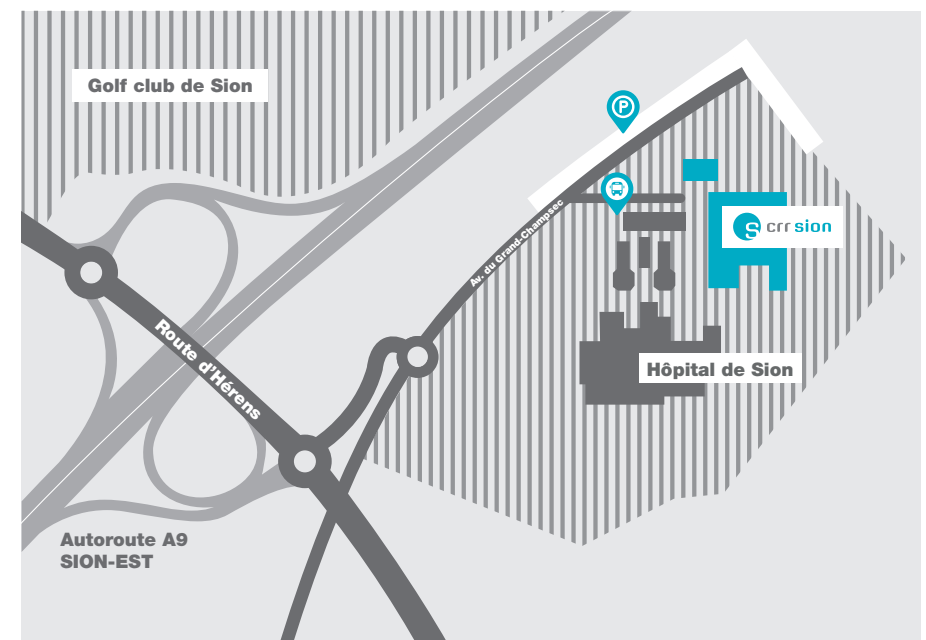 Golf club de Sion
P
Av. du Grand-Champsec
S crr sion
Route d'Hérens
Hôpital de Sion
Autoroute A9
SION-EST